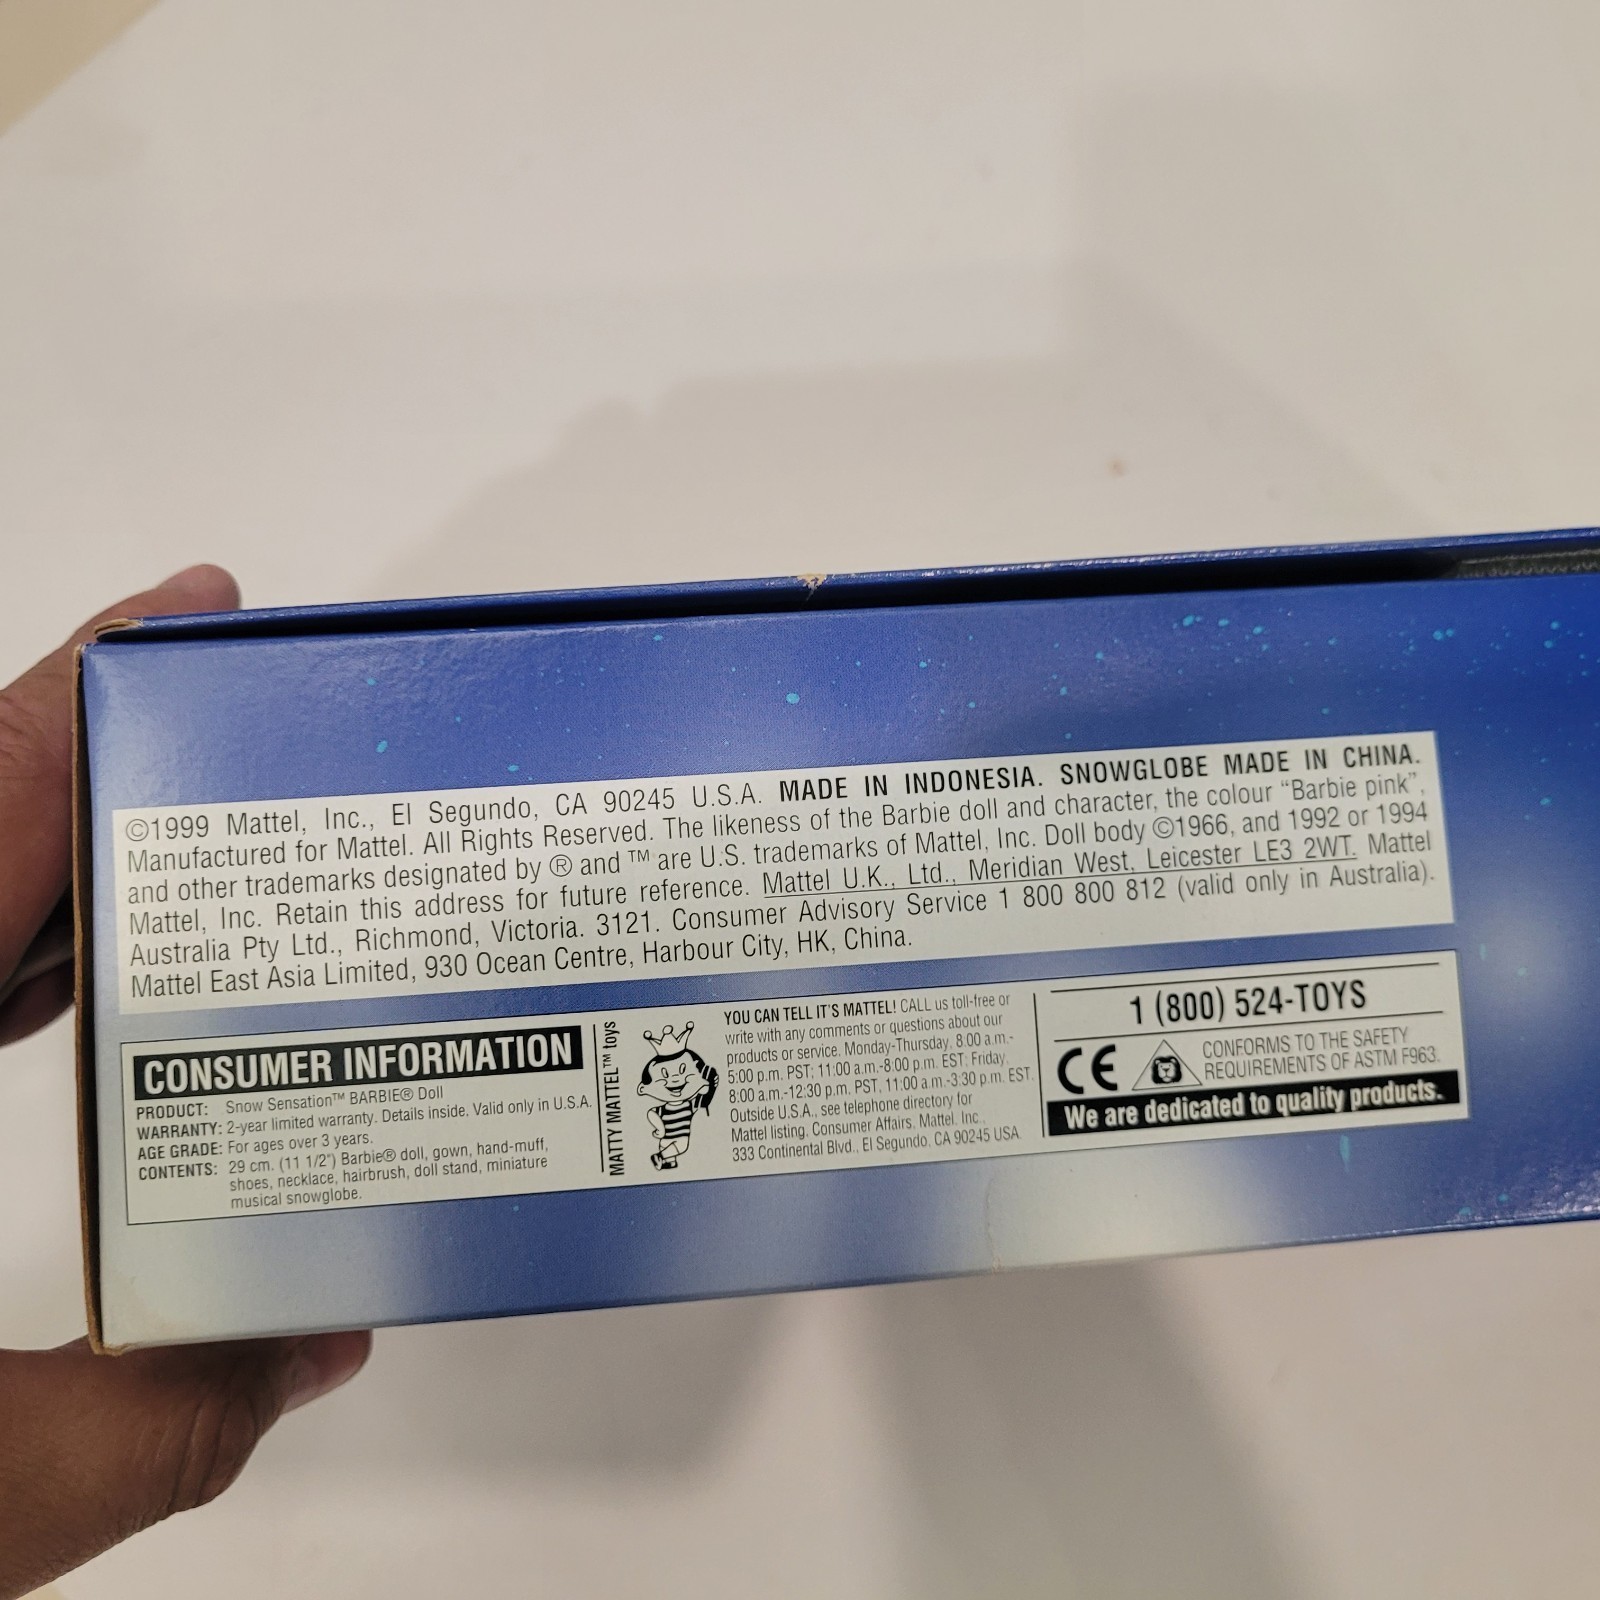 ©1999 Mattel, Inc., El Segundo, CA 90245 U.S.A. MADE IN INDONESIA. SNOWGLOBE MADE IN CHINA.
Manufactured for Mattel. All Rights Reserved. The likeness of the Barbie doll and character, the colour "Barbie pink",
and other trademarks designated by ® and ™ are U.S. trademarks of Mattel, Inc. Doll body ©1966, and 1992 or 1994
Mattel, Inc. Retain this address for future reference. Mattel U.K., Ltd., Meridian West, Leicester LE3 2WT. Mattel
Australia Pty Ltd., Richmond, Victoria. 3121. Consumer Advisory Service 1 800 800 812 (valid only in Australia).
Mattel East Asia Limited, 930 Ocean Centre, Harbour City, HK, China.
CONSUMER INFORMATION
PRODUCT: Snow Sensation™ BARBIE® Doll
WARRANTY: 2-year limited warranty. Details inside. Valid only in U.S.A.
AGE GRADE: For ages over 3 years.
CONTENTS: 29 cm. (11 1/2") Barbie® doll, gown, hand-muff,
shoes, necklace, hairbrush, doll stand, miniature
musical snowglobe.
MATTY MATTEL™ toys
YOU CAN TELL IT'S MATTEL! CALL us toll-free or
write with any comments or questions about our
products or service. Monday-Thursday, 8:00 a.m.-
5:00 p.m. PST; 11:00 a.m.-8:00 p.m. EST; Friday,
8:00 a.m.-12:30 p.m. PST, 11:00 a.m.-3:30 p.m. EST.
Outside U.S.A., see telephone directory for
Mattel listing. Consumer Affairs, Mattel, Inc.,
333 Continental Blvd., El Segundo, CA 90245 USA.
1 (800) 524-TOYS
CE
CONFORMS TO THE SAFETY
REQUIREMENTS OF ASTM F963.
We are dedicated to quality products.